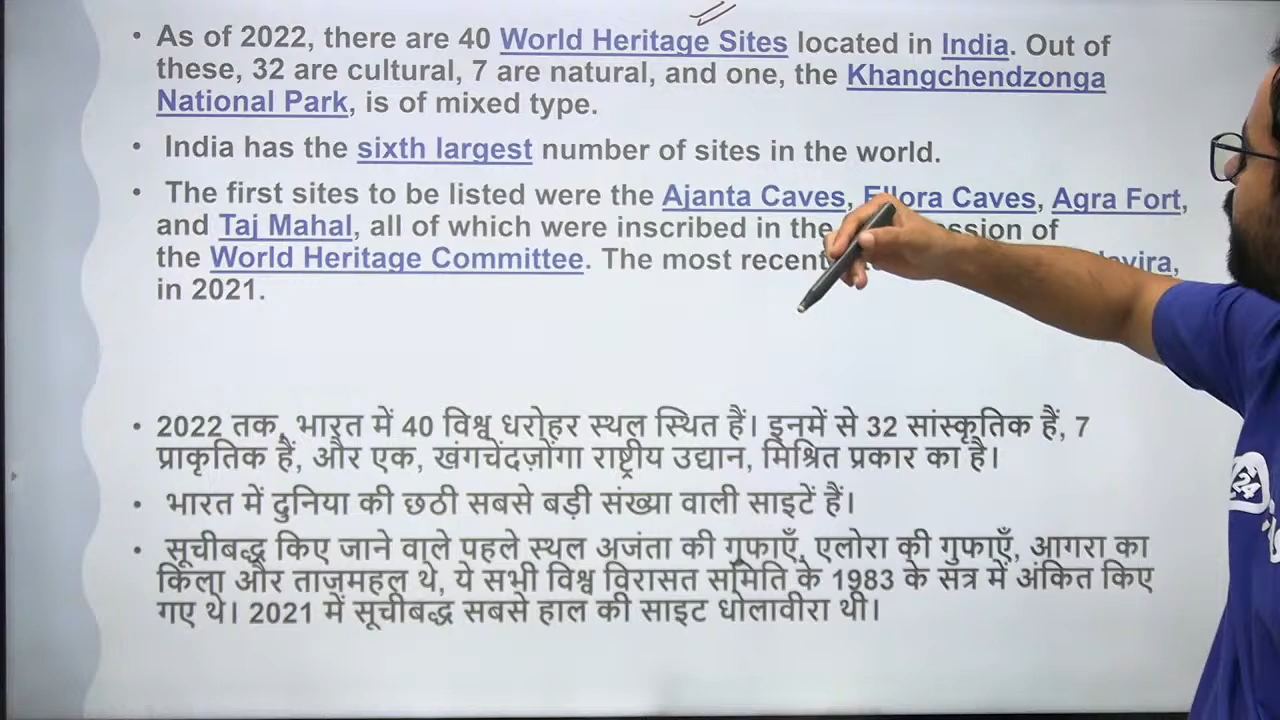 • As of 2022, there are 40 World Heritage Sites located in India. Out of
these, 32 are cultural, 7 are natural, and one, the Khangchendzonga
National Park, is of mixed type.
• India has the sixth largest number of sites in the world.
• The first sites to be listed were the Ajanta Caves, Ellora Caves, Agra Fort,
and Taj Mahal, all of which were inscribed in the of
the World Heritage Committee. The most recent
in 2021.
• 2022 तक, भारत में 40 विश्व धरोहर स्थल स्थित हैं। इनमें से 32 सांस्कृतिक हैं, 7
प्राकृतिक हैं, और एक, खंगचेंदज़ोंगा राष्ट्रीय उद्यान, मिश्रित प्रकार का है।
• भारत में दुनिया की छठी सबसे बड़ी संख्या वाली साइटें हैं।
• सूचीबद्ध किए जाने वाले पहले स्थल अजंता की गुफाएँ, एलोरा की गुफाएँ, आगरा का
किला और ताजमहल थे, ये सभी विश्व विरासत समिति के 1983 के सत्र में अंकित किए
गए थे। 2021 में सूचीबद्ध सबसे हाल की साइट धोलावीरा थी।
24